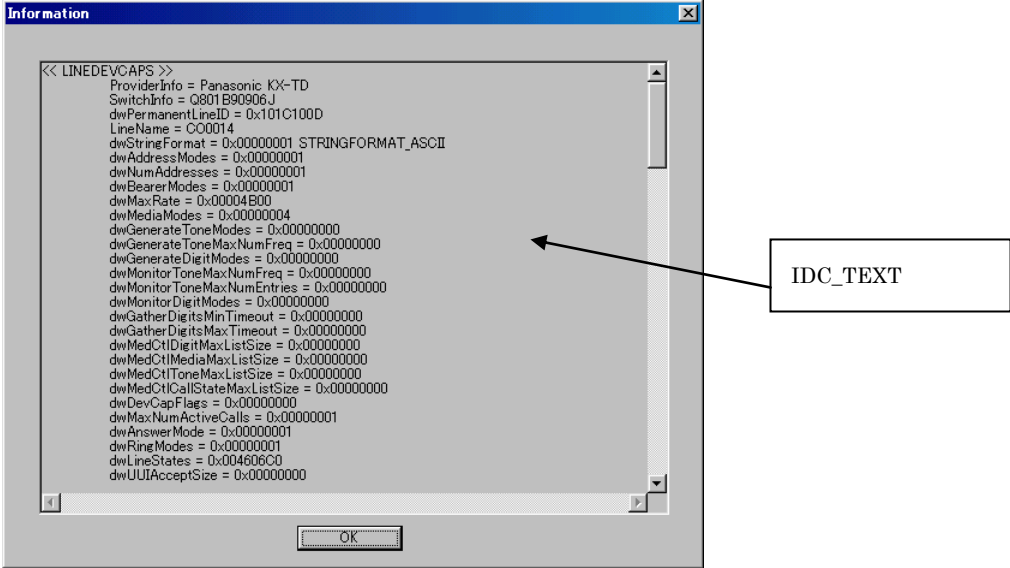 Information
<< LINEDEVCAPS >>
ProviderInfo = Panasonic KX-TD
SwitchInfo = Q801B90906J
dwPermanentLineID = 0x101C100D
LineName = CO0014
dwStringFormat = 0x00000001 STRINGFORMAT_ASCII
dwAddressModes = 0x00000001
dwNumAddresses = 0x00000001
dwBearerModes = 0x00000001
dwMaxRate = 0x00004B00
dwMediaModes = 0x00000004
dwGenerateToneModes = 0x00000000
dwGenerateToneMaxNumFreq = 0x00000000
dwGenerateDigitModes = 0x00000000
dwMonitorToneMaxNumFreq = 0x00000000
dwMonitorToneMaxNumEntries = 0x00000000
dwMonitorDigitModes = 0x00000000
dwGatherDigitsMinTimeout = 0x00000000
dwGatherDigitsMaxTimeout = 0x00000000
dwMedCtlDigitMaxListSize = 0x00000000
dwMedCtlMediaMaxListSize = 0x00000000
dwMedCtlToneMaxListSize = 0x00000000
dwMedCtlCallStateMaxListSize = 0x00000000
dwDevCapFlags = 0x00000000
dwMaxNumActiveCalls = 0x00000001
dwAnswerMode = 0x00000001
dwRingModes = 0x00000001
dwLineStates = 0x004606C0
dwUUIAcceptSize = 0x00000000
OK
IDC_TEXT